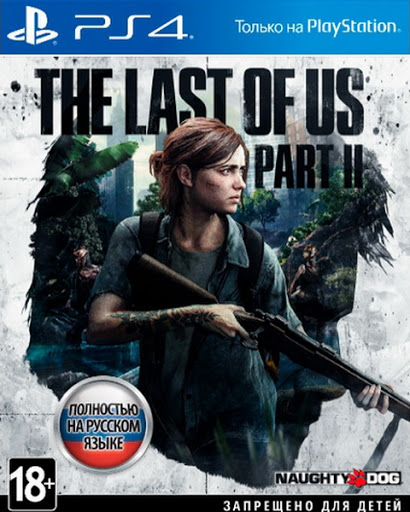 PS4
Только на PlayStation
THE LAST OF US
PART II
ПОЛНОСТЬЮ
НА РУССКОМ
ЯЗЫКЕ
18+
NAUGHTY DOG
ЗАПРЕЩЕНО ДЛЯ ДЕТЕЙ